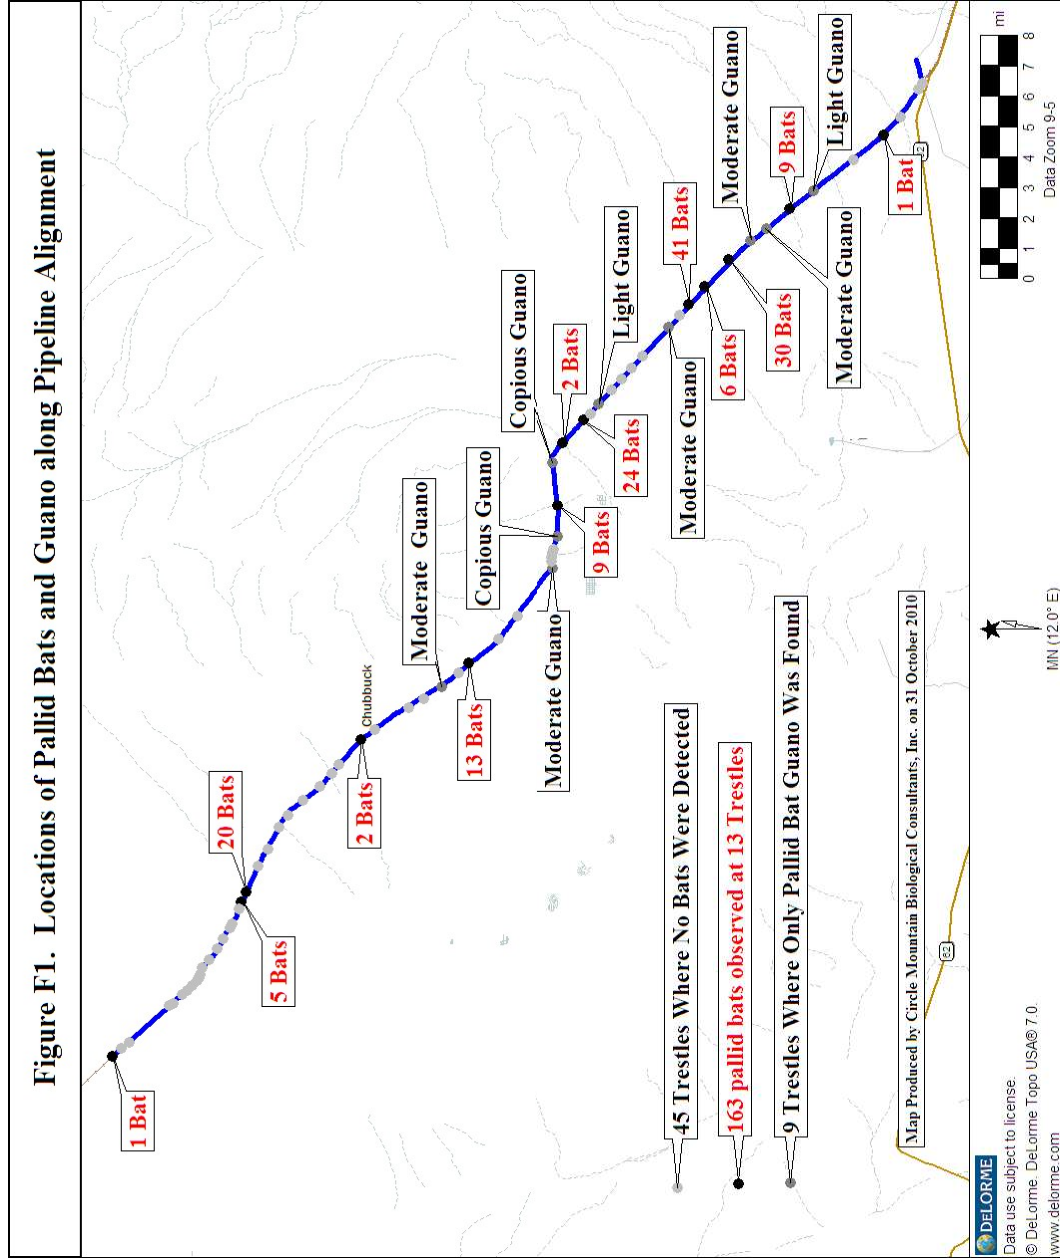 Figure F1. Locations of Pallid Bats and Guano along Pipeline Alignment
1 Bat
20 Bats
5 Bats
Chubbuck
2 Bats
Moderate Guano
13 Bats
Copious Guano
Copious Guano
Moderate Guano
2 Bats
9 Bats
Light Guano
24 Bats
41 Bats
Moderate Guano
6 Bats
Moderate Guano
30 Bats
9 Bats
Light Guano
Moderate Guano
1 Bat
45 Trestles Where No Bats Were Detected
163 pallid bats observed at 13 Trestles
9 Trestles Where Only Pallid Bat Guano Was Found
Map Produced by Circle Mountain Biological Consultants, Inc. on 31 October 2010
62
DELORME
Data use subject to license.
© DeLorme. DeLorme Topo USA® 7.0.
www.delorme.com
MN (12.0° E)
mi
0 1 2 3 4 5 6 7 8
Data Zoom 9-5